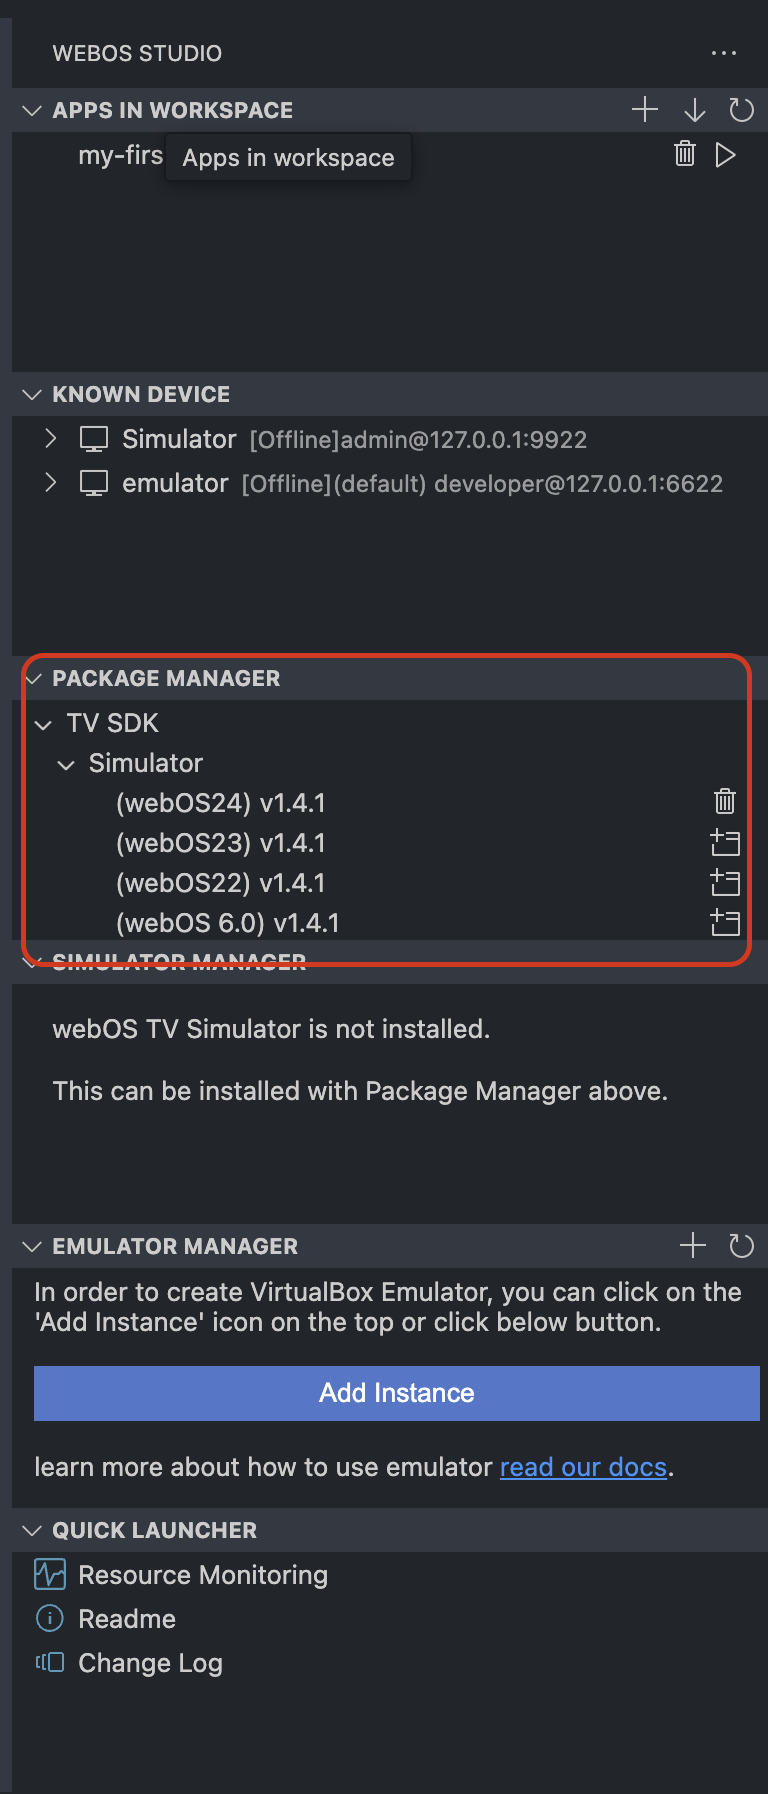 WEBOS STUDIO
APPS IN WORKSPACE
my-firs
Apps in workspace
KNOWN DEVICE
Simulator [Offline]admin@127.0.0.1:9922
emulator [Offline](default) developer@127.0.0.1:6622
PACKAGE MANAGER
TV SDK
Simulator
(webOS24) v1.4.1
(webOS23) v1.4.1
(webOS22) v1.4.1
(webOS 6.0) v1.4.1
SIMULATOR MANAGER
webOS TV Simulator is not installed.
This can be installed with Package Manager above.
EMULATOR MANAGER
In order to create VirtualBox Emulator, you can click on the
'Add Instance' icon on the top or click below button.
Add Instance
learn more about how to use emulator read our docs.
QUICK LAUNCHER
Resource Monitoring
Readme
Change Log